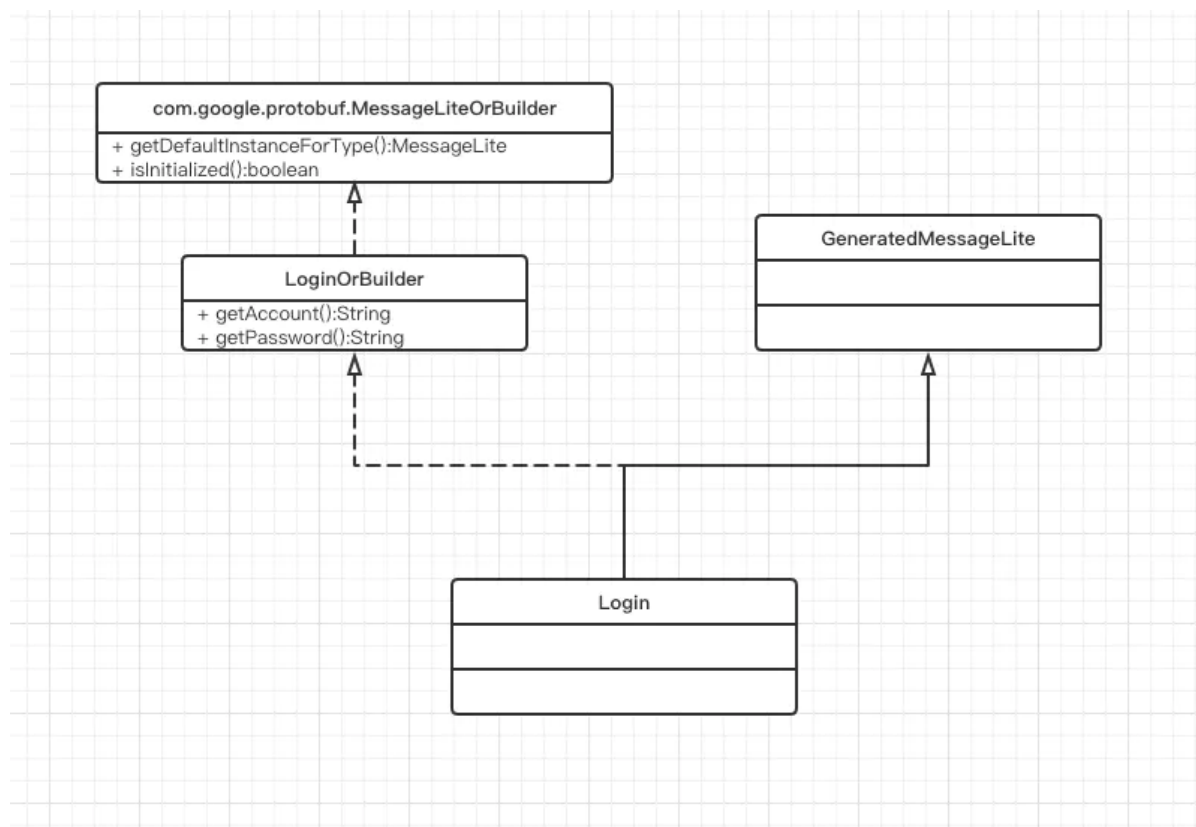 com.google.protobuf.MessageLiteOrBuilder
+ getDefaultInstanceForType():MessageLite
+ isInitialized():boolean
GeneratedMessageLite
LoginOrBuilder
+ getAccount():String
+ getPassword():String
Login